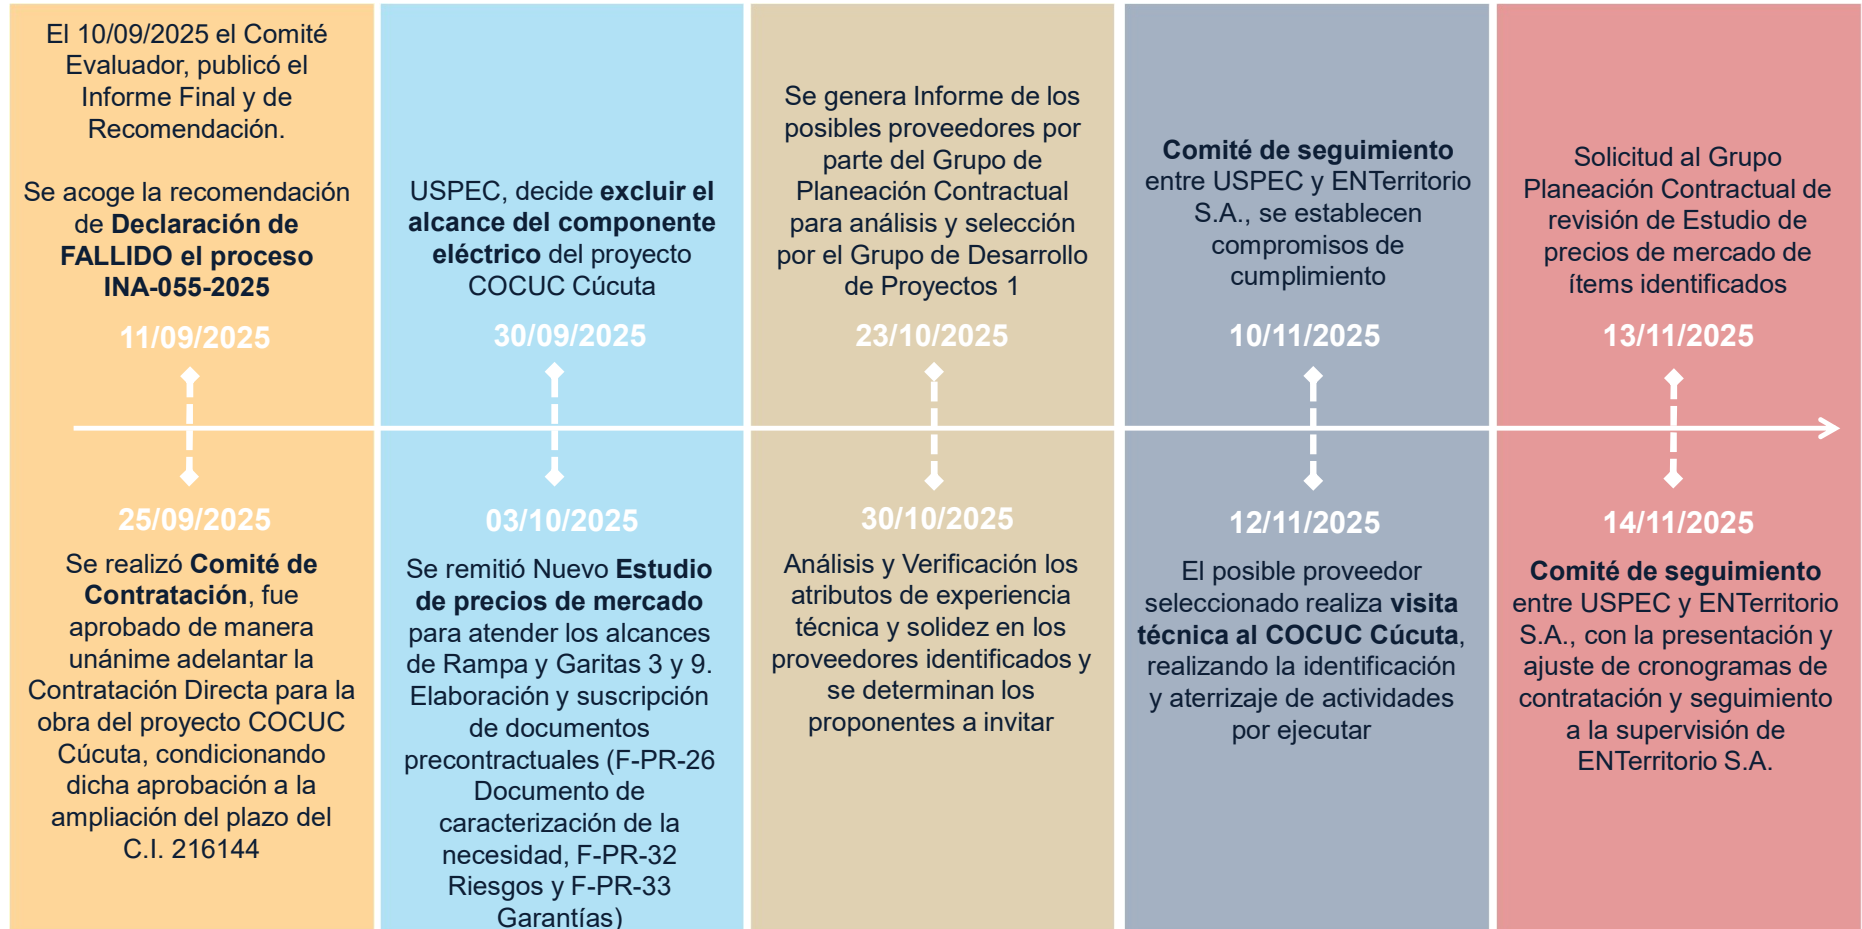 El 10/09/2025 el Comité
Evaluador, publicó el
Informe Final y de
Recomendación.
Se acoge la recomendación
de Declaración de
FALLIDO el proceso
INA-055-2025
11/09/2025
25/09/2025
Se realizó Comité de
Contratación, fue
aprobado de manera
unánime adelantar la
Contratación Directa para la
obra del proyecto COCUC
Cúcuta, condicionando
dicha aprobación a la
ampliación del plazo del
C.I. 216144
USPEC, decide excluir el
alcance del componente
eléctrico del proyecto
COCUC Cúcuta
30/09/2025
03/10/2025
Se remitió Nuevo Estudio
de precios de mercado
para atender los alcances
de Rampa y Garitas 3 y 9.
Elaboración y suscripción
de documentos
precontractuales (F-PR-26
Documento de
caracterización de la
necesidad, F-PR-32
Riesgos y F-PR-33
Garantías)
Se genera Informe de los
posibles proveedores por
parte del Grupo de
Planeación Contractual
para análisis y selección
por el Grupo de Desarrollo
de Proyectos 1
23/10/2025
30/10/2025
Análisis y Verificación los
atributos de experiencia
técnica y solidez en los
proveedores identificados y
se determinan los
proponentes a invitar
Comité de seguimiento
entre USPEC y ENTerritorio
S.A., se establecen
compromisos de
cumplimiento
10/11/2025
12/11/2025
El posible proveedor
seleccionado realiza visita
técnica al COCUC Cúcuta,
realizando la identificación
y aterrizaje de actividades
por ejecutar
Solicitud al Grupo
Planeación Contractual de
revisión de Estudio de
precios de mercado de
ítems identificados
13/11/2025
14/11/2025
Comité de seguimiento
entre USPEC y ENTerritorio
S.A., con la presentación y
ajuste de cronogramas de
contratación y seguimiento
a la supervisión de
ENTerritorio S.A.